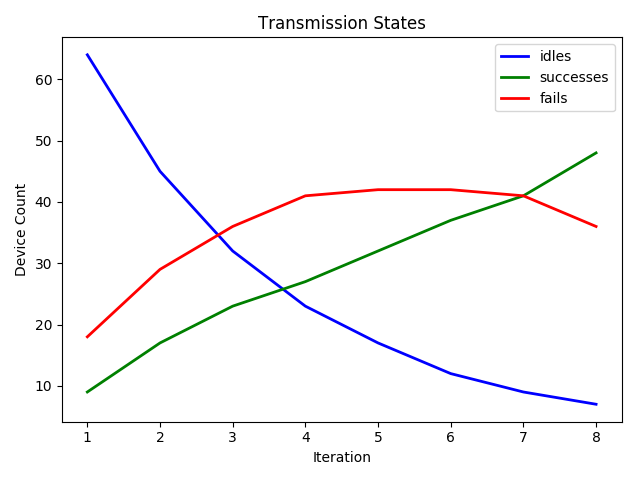 Transmission States
idles
successes
fails
Device Count
60
50
40
30
20
10
1 2 3 4 5 6 7 8
Iteration